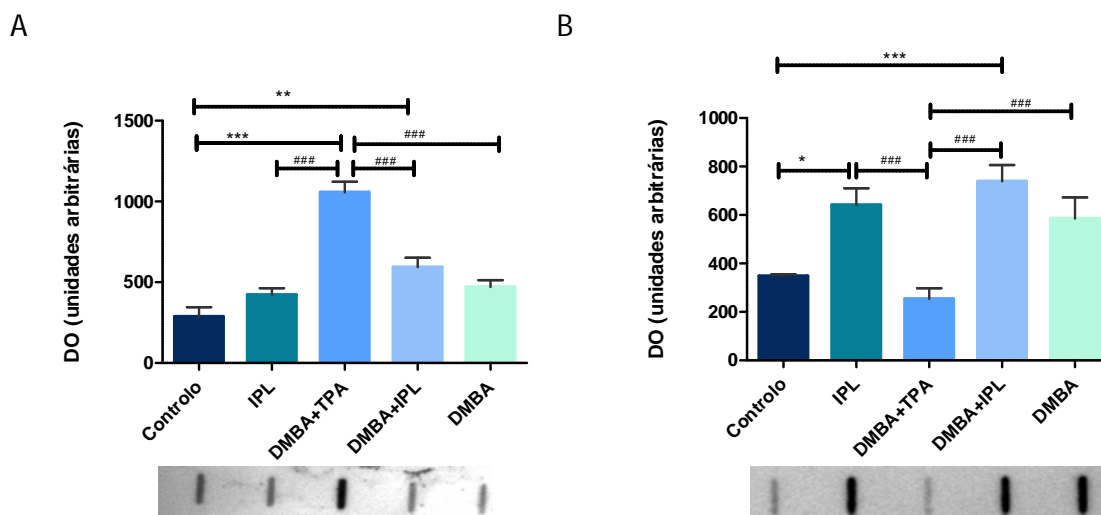 A
**
***
###
###
###
1500
1000
500
0
DO (unidades arbitrárias)
Controlo
IPL
DMBA+TPA
DMBA+IPL
DMBA
B
***
###
###
*
###
1000
800
600
400
200
0
DO (unidades arbitrárias)
Controlo
IPL
DMBA+TPA
DMBA+IPL
DMBA